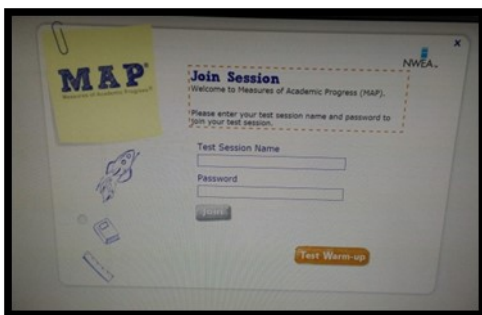 MAP®
Measures of Academic Progress®
NWEA
Join Session
Welcome to Measures of Academic Progress (MAP).
Please enter your test session name and password to
join your test session.
Test Session Name
Password
Join
Test Warm-up
x